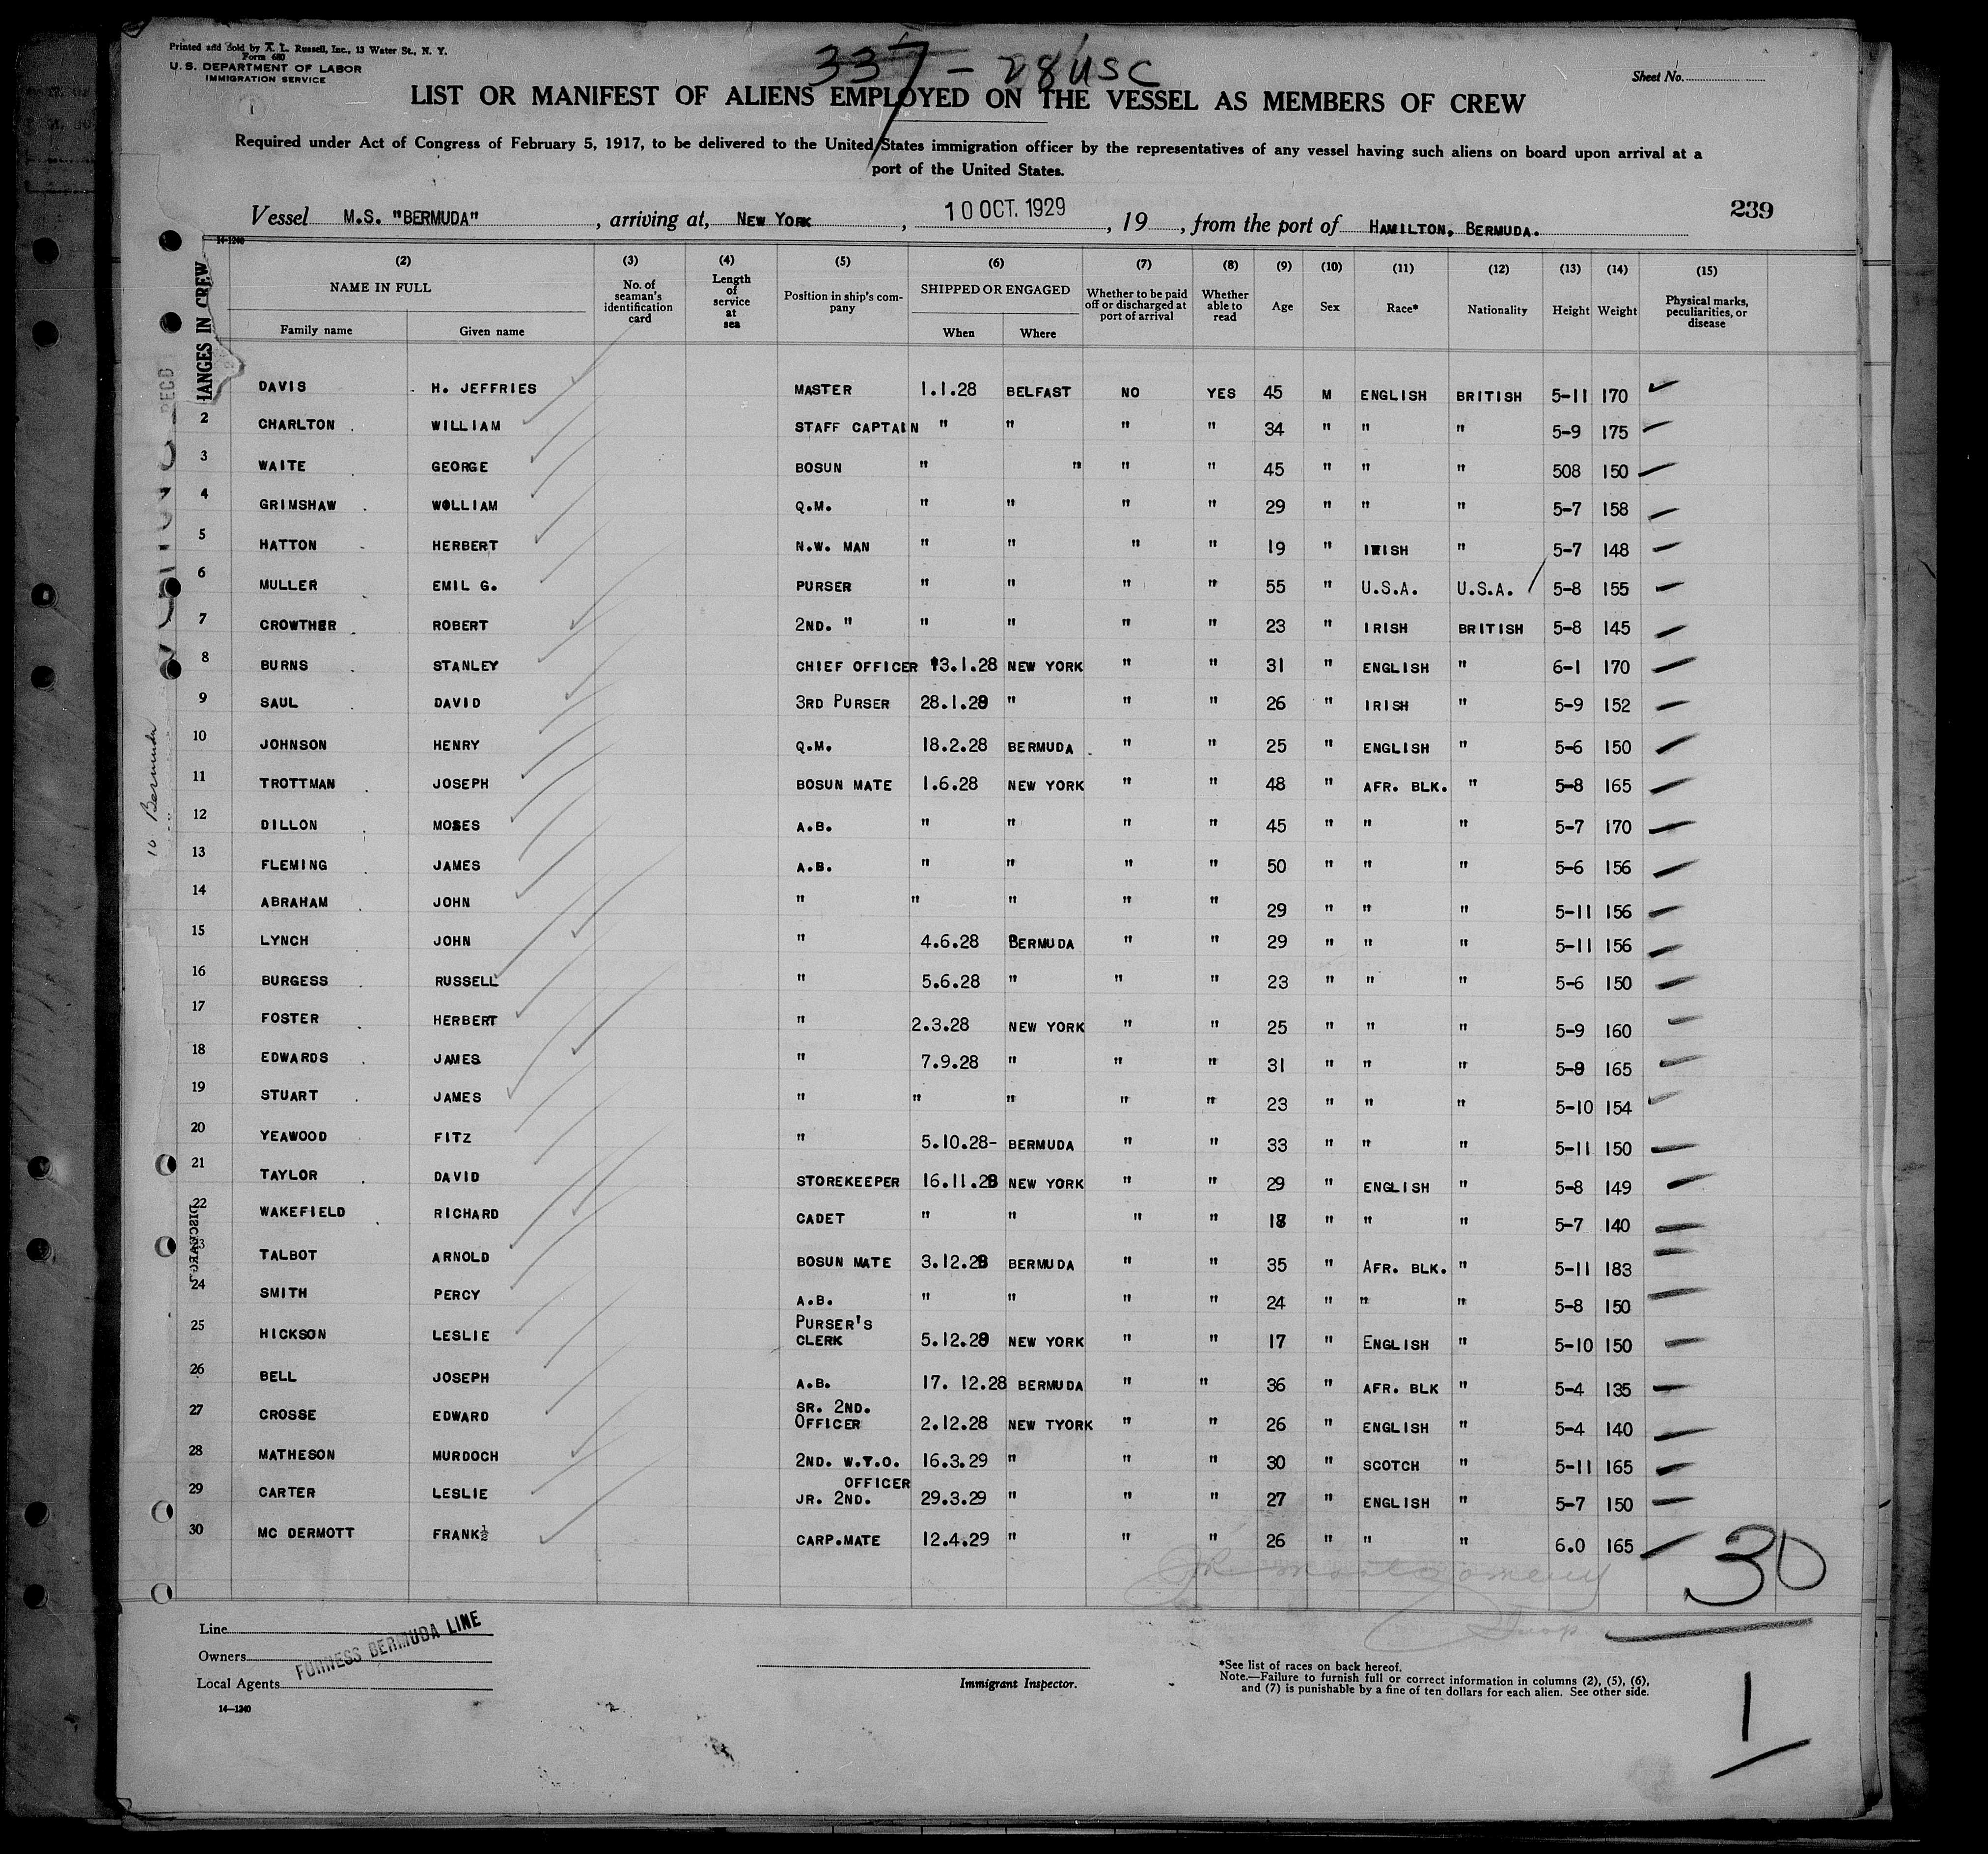 Printed and Sold by A. L. Russell, Inc., 13 Water St., N. Y.
Form 680
U. S. DEPARTMENT OF LABOR
IMMIGRATION SERVICE
337 - 28 USC
Sheet No.
LIST OR MANIFEST OF ALIENS EMPLOYED ON THE VESSEL AS MEMBERS OF CREW
Required under Act of Congress of February 5, 1917, to be delivered to the United States immigration officer by the representatives of any vessel having such aliens on board upon arrival at a
port of the United States.
Vessel M.S. "BERMUDA", arriving at, NEW YORK, 10 OCT. 1929, 19, from the port of HAMILTON, BERMUDA.
239
14-1240
(2) (3) (4) (5) (6) (7) (8) (9) (10) (11) (12) (13) (14) (15)
NAME IN FULL
Family name Given name
No. of seaman's identification card
Length of service at sea
Position in ship's company
SHIPPED OR ENGAGED
When Where
Whether to be paid off or discharged at port of arrival
Whether able to read
Age Sex Race* Nationality Height Weight
Physical marks, peculiarities, or disease
HANGES IN CREW
RECD
DAVIS H. JEFFRIES MASTER 1.1.28 BELFAST NO YES 45 M ENGLISH BRITISH 5-11 170
2 CHARLTON WILLIAM STAFF CAPTAIN " " " " 34 " " " 5-9 175
3 WAITE GEORGE BOSUN " " " " 45 " " " 508 150
4 GRIMSHAW WOLLIAM Q.M. " " " " 29 " " " 5-7 158
5 HATTON HERBERT N.W. MAN " " " " 19 " IRISH " 5-7 148
6 MULLER EMIL G. PURSER " " " " 55 " U.S.A. U.S.A. 5-8 155
7 CROWTHER ROBERT 2ND. " " " " " 23 " IRISH BRITISH 5-8 145
8 BURNS STANLEY CHIEF OFFICER 13.1.28 NEW YORK " " 31 " ENGLISH " 6-1 170
9 SAUL DAVID 3RD PURSER 28.1.28 " " " 26 " IRISH " 5-9 152
10 JOHNSON HENRY Q.M. 18.2.28 BERMUDA " " 25 " ENGLISH " 5-6 150
11 TROTTMAN JOSEPH BOSUN MATE 1.6.28 NEW YORK " " 48 " AFR. BLK. " 5-8 165
12 DILLON MOSES A.B. " " " " 45 " " " 5-7 170
13 FLEMING JAMES A.B. " " " " 50 " " " 5-6 156
14 ABRAHAM JOHN " " " " " 29 " " " 5-11 156
15 LYNCH JOHN " 4.6.28 BERMUDA " " 29 " " " 5-11 156
16 BURGESS RUSSELL " 5.6.28 " " " 23 " " " 5-6 150
17 FOSTER HERBERT " 2.3.28 NEW YORK " " 25 " " " 5-9 160
18 EDWARDS JAMES " 7.9.28 " " " 31 " " " 5-9 165
19 STUART JAMES " " " " " 23 " " " 5-10 154
20 YEAWOOD FITZ " 5.10.28- BERMUDA " " 33 " " " 5-11 150
21 TAYLOR DAVID STOREKEEPER 16.11.28 NEW YORK " " 29 " ENGLISH " 5-8 149
22 WAKEFIELD RICHARD CADET " " " " 18 " " " 5-7 140
23 TALBOT ARNOLD BOSUN MATE 3.12.28 BERMUDA " " 35 " AFR. BLK. " 5-11 183
24 SMITH PERCY A.B. " " " " 24 " " " 5-8 150
25 HICKSON LESLIE PURSER'S CLERK 5.12.28 NEW YORK " " 17 " ENGLISH " 5-10 150
26 BELL JOSEPH A.B. 17. 12.28 BERMUDA " " 36 " AFR. BLK " 5-4 135
27 CROSSE EDWARD SR. 2ND. OFFICER 2.12.28 NEW TYORK " " 26 " ENGLISH " 5-4 140
28 MATHESON MURDOCH 2ND. W.T.O. 16.3.29 " " " 30 " SCOTCH " 5-11 165
29 CARTER LESLIE OFFICER JR. 2ND. 29.3.29 " " " 27 " ENGLISH " 5-7 150
30 MC DERMOTT FRANK½ CARP.MATE 12.4.29 " " " 26 " " " 6.0 165
10 Bermuda
30
Line
Owners
Local Agents
FURNESS BERMUDA LINE
Immigrant Inspector.
*See list of races on back hereof.
Note.—Failure to furnish full or correct information in columns (2), (5), (6),
and (7) is punishable by a fine of ten dollars for each alien. See other side.
14—1240
1